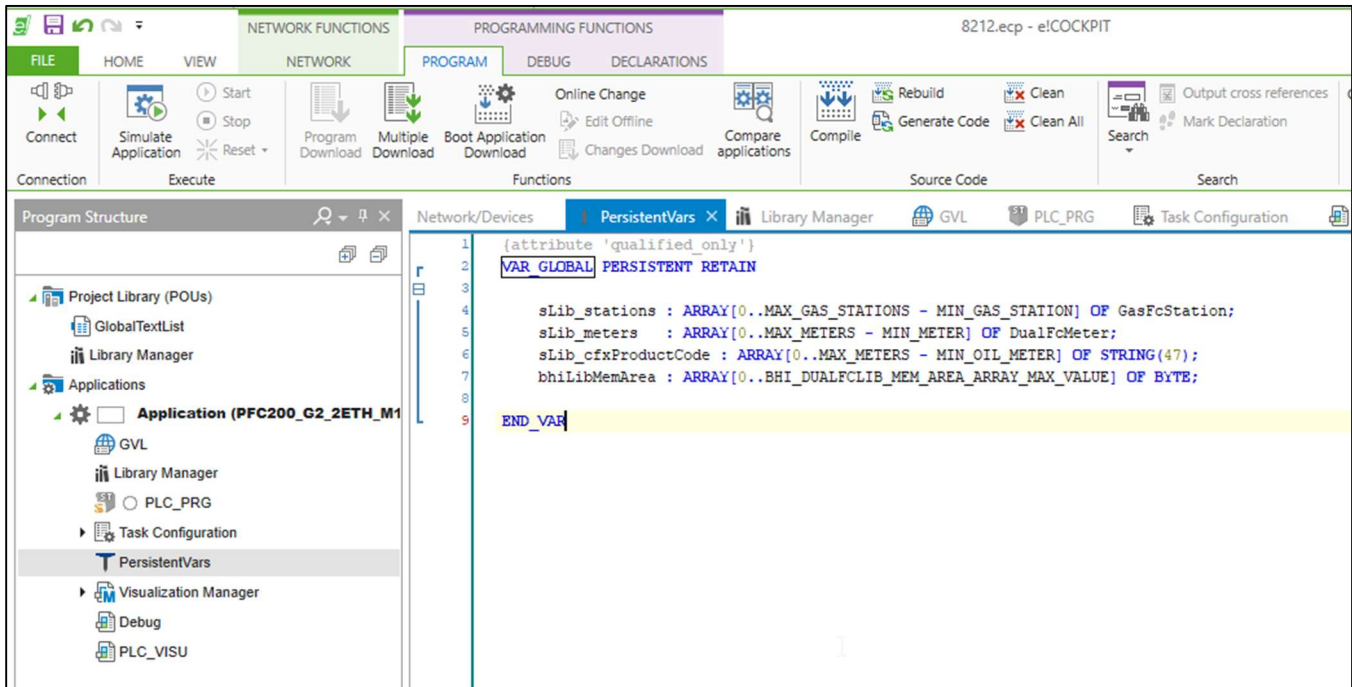 NETWORK FUNCTIONS PROGRAMMING FUNCTIONS 8212.ecp - e!COCKPIT
FILE HOME VIEW NETWORK PROGRAM DEBUG DECLARATIONS
Connect
Simulate Application
Start
Stop
Reset
Program Download
Multiple Download
Boot Application Download
Online Change
Edit Offline
Changes Download
Compare applications
Compile
Rebuild
Generate Code
Clean
Clean All
Search
Output cross references
Mark Declaration
Connection Execute Functions Source Code Search
Program Structure
Project Library (POUs)
GlobalTextList
Library Manager
Applications
Application (PFC200_G2_2ETH_M1
GVL
Library Manager
PLC_PRG
Task Configuration
PersistentVars
Visualization Manager
Debug
PLC_VISU
Network/Devices PersistentVars Library Manager GVL PLC_PRG Task Configuration
1 {attribute 'qualified_only'}
2 VAR_GLOBAL PERSISTENT RETAIN
3
4 sLib_stations : ARRAY[0..MAX_GAS_STATIONS - MIN_GAS_STATION] OF GasFcStation;
5 sLib_meters : ARRAY[0..MAX_METERS - MIN_METER] OF DualFcMeter;
6 sLib_cfxProductCode : ARRAY[0..MAX_METERS - MIN_OIL_METER] OF STRING(47);
7 bhiLibMemArea : ARRAY[0..BHI_DUALFCLIB_MEM_AREA_ARRAY_MAX_VALUE] OF BYTE;
8
9 END_VAR